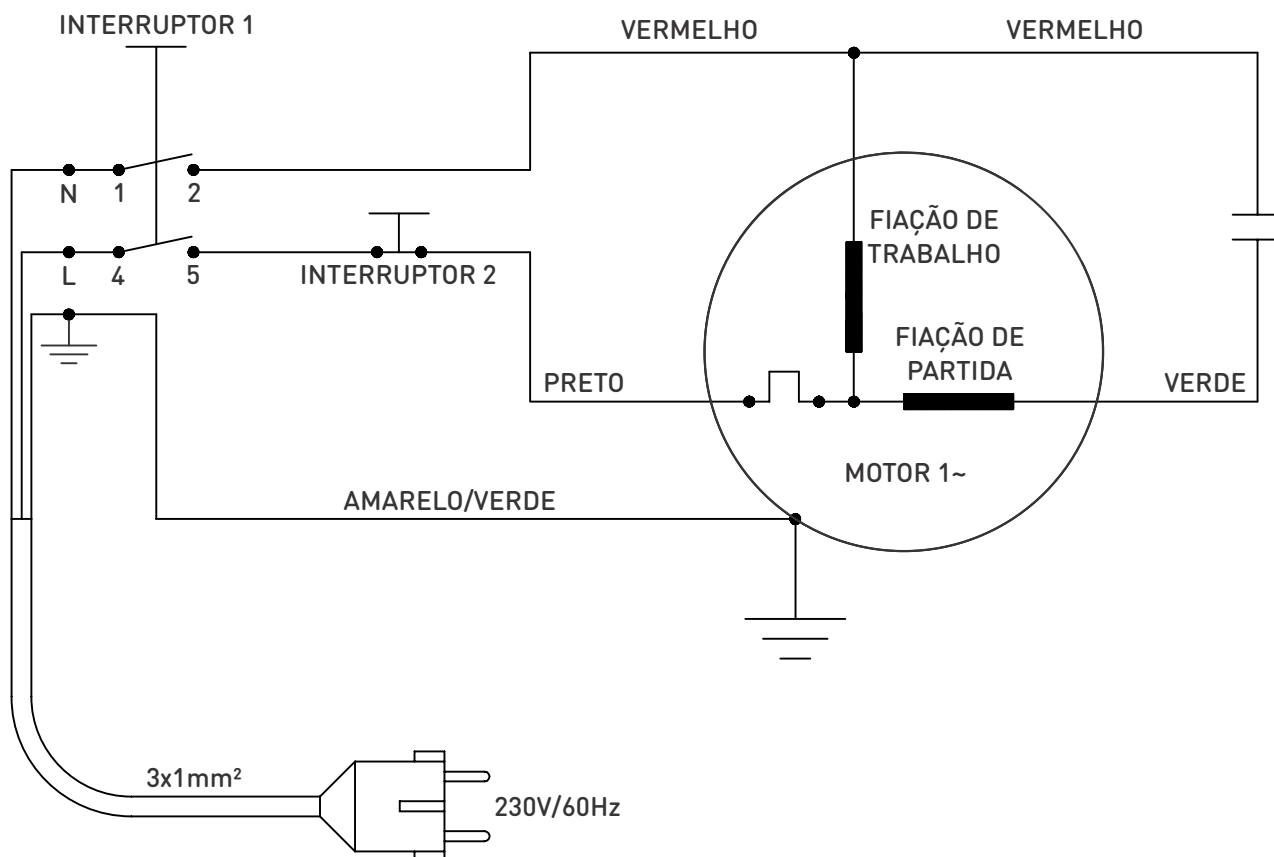 INTERRUPTOR 1
VERMELHO
VERMELHO
N
1
2
L
4
5
INTERRUPTOR 2
FIAÇÃO DE
TRABALHO
FIAÇÃO DE
PARTIDA
PRETO
VERDE
MOTOR 1~
AMARELO/VERDE
3x1mm²
230V/60Hz